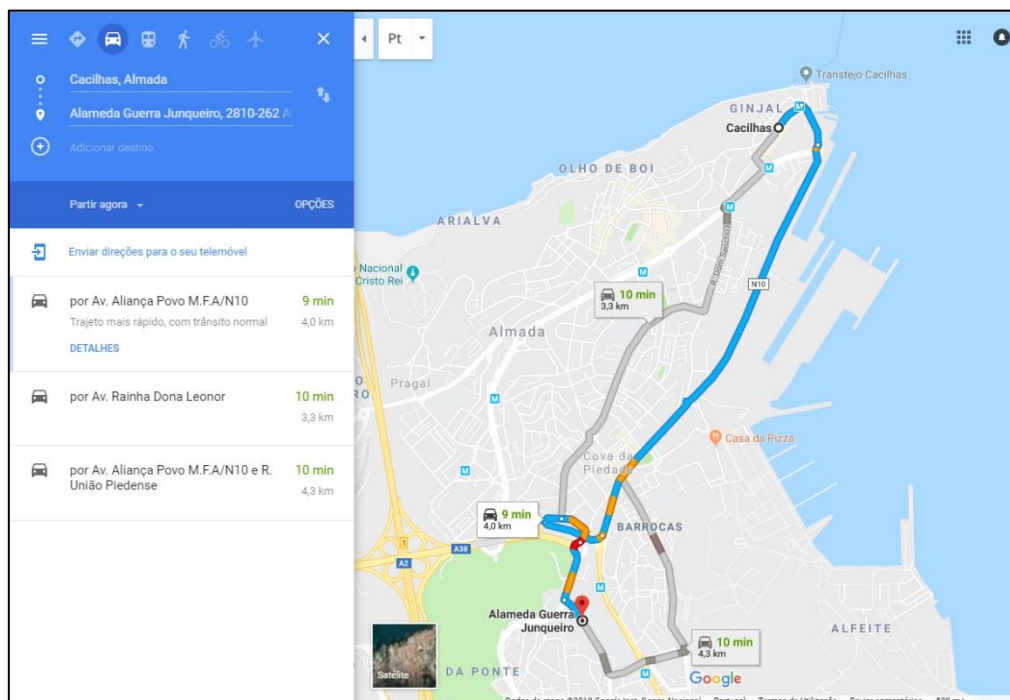 Cacilhas, Almada
Alameda Guerra Junqueiro, 2810-262 A
Adicionar destino
Partir agora
OPÇÕES
Enviar direções para o seu telemóvel
por Av. Aliança Povo M.F.A/N10
9 min
Trajeto mais rápido, com trânsito normal
4,0 km
DETALHES
por Av. Rainha Dona Leonor
10 min
3,3 km
por Av. Aliança Povo M.F.A/N10 e R.
União Piedense
10 min
4,3 km
Pt
Transtejo Cacilhas
GINJAL
M
Cacilhas
M
OLHO DE BOI
M
ARIALVA
R. Dom Sancho I
Nacional
Cristo Rei
M
N10
10 min
3,3 km
Almada
Pragal
M
O
RO
M
Casa da Pizza
Cova da
Piedade
M
9 min
4,0 km
BARROCAS
1
A38
A2
M
Alameda Guerra
Junqueiro
ALFEITE
10 min
4,3 km
M
DA PONTE
Satélite
Google